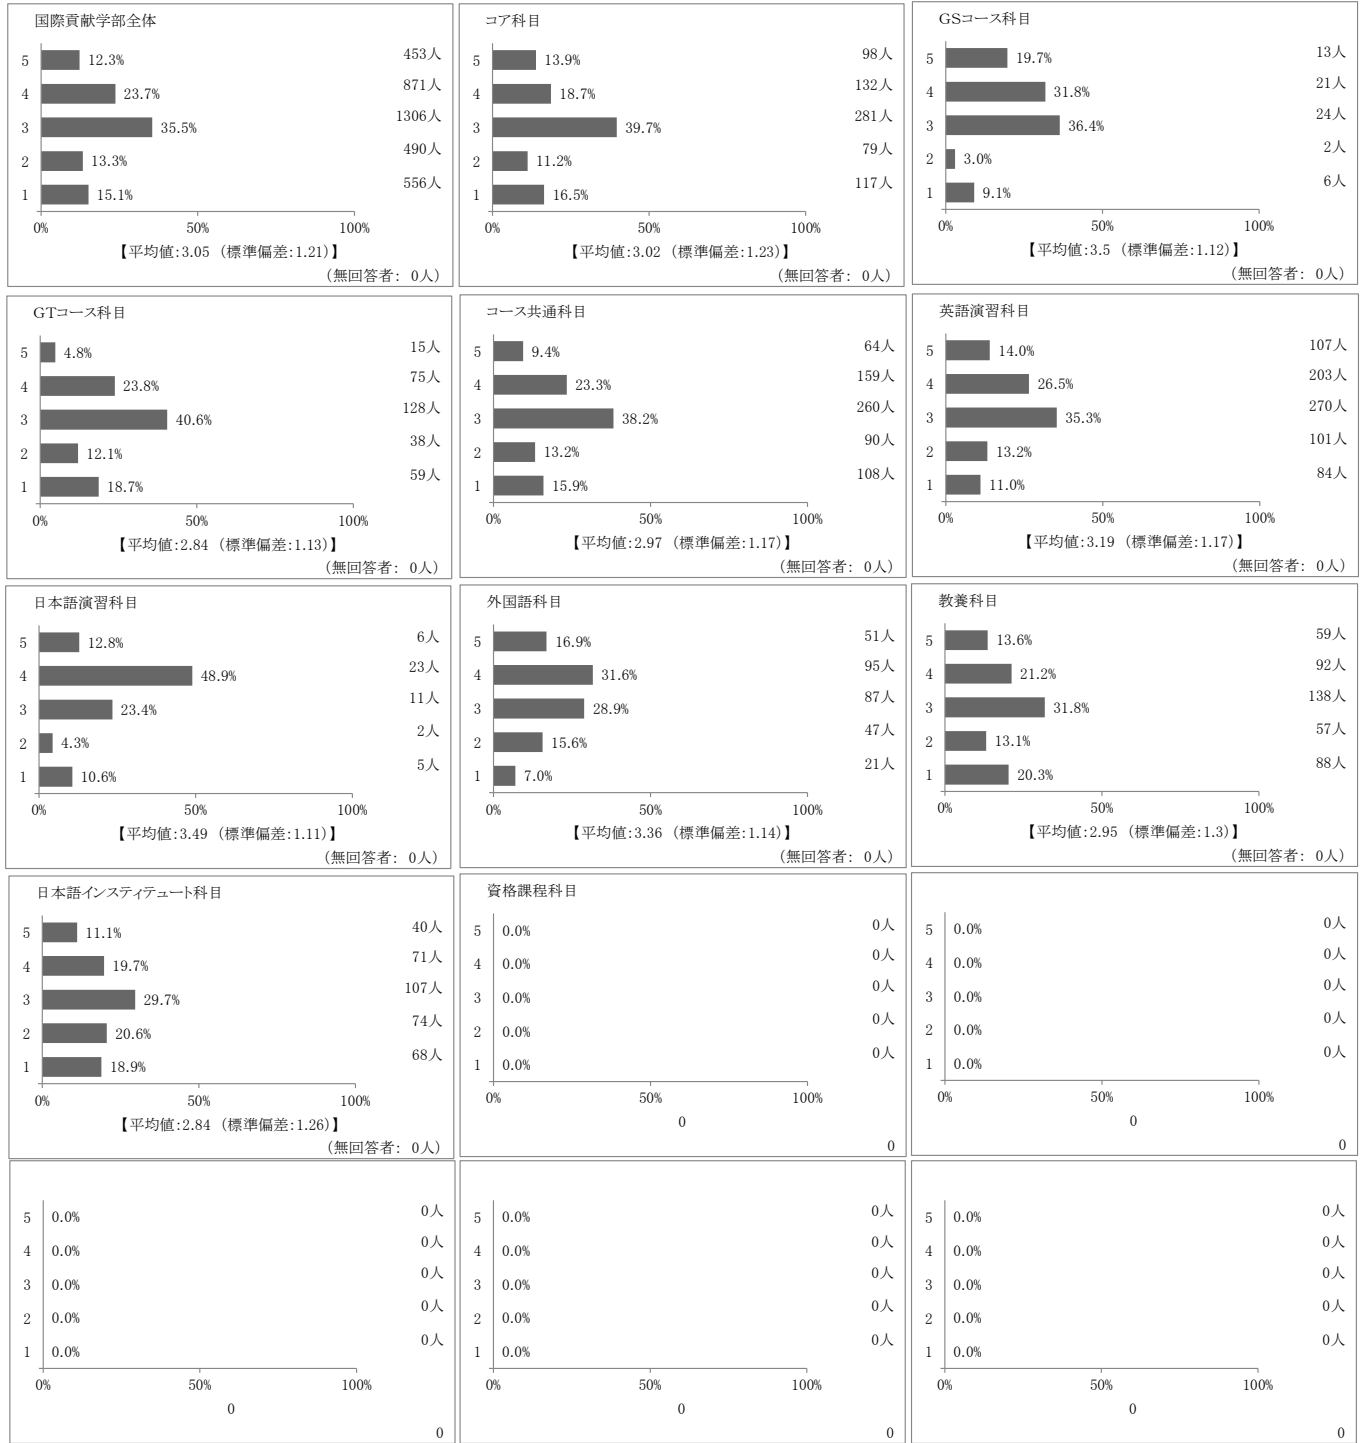 国際貢献学部全体
5 12.3% 453人
4 23.7% 871人
3 35.5% 1306人
2 13.3% 490人
1 15.1% 556人
0% 50% 100%
【平均値:3.05 (標準偏差:1.21)】
(無回答者: 0人)
コア科目
5 13.9% 98人
4 18.7% 132人
3 39.7% 281人
2 11.2% 79人
1 16.5% 117人
0% 50% 100%
【平均値:3.02 (標準偏差:1.23)】
(無回答者: 0人)
GSコース科目
5 19.7% 13人
4 31.8% 21人
3 36.4% 24人
2 3.0% 2人
1 9.1% 6人
0% 50% 100%
【平均値:3.5 (標準偏差:1.12)】
(無回答者: 0人)
GTコース科目
5 4.8% 15人
4 23.8% 75人
3 40.6% 128人
2 12.1% 38人
1 18.7% 59人
0% 50% 100%
【平均値:2.84 (標準偏差:1.13)】
(無回答者: 0人)
コース共通科目
5 9.4% 64人
4 23.3% 159人
3 38.2% 260人
2 13.2% 90人
1 15.9% 108人
0% 50% 100%
【平均値:2.97 (標準偏差:1.17)】
(無回答者: 0人)
英語演習科目
5 14.0% 107人
4 26.5% 203人
3 35.3% 270人
2 13.2% 101人
1 11.0% 84人
0% 50% 100%
【平均値:3.19 (標準偏差:1.17)】
(無回答者: 0人)
日本語演習科目
5 12.8% 6人
4 48.9% 23人
3 23.4% 11人
2 4.3% 2人
1 10.6% 5人
0% 50% 100%
【平均値:3.49 (標準偏差:1.11)】
(無回答者: 0人)
外国語科目
5 16.9% 51人
4 31.6% 95人
3 28.9% 87人
2 15.6% 47人
1 7.0% 21人
0% 50% 100%
【平均値:3.36 (標準偏差:1.14)】
(無回答者: 0人)
教養科目
5 13.6% 59人
4 21.2% 92人
3 31.8% 138人
2 13.1% 57人
1 20.3% 88人
0% 50% 100%
【平均値:2.95 (標準偏差:1.3)】
(無回答者: 0人)
日本語インスティテュート科目
5 11.1% 40人
4 19.7% 71人
3 29.7% 107人
2 20.6% 74人
1 18.9% 68人
0% 50% 100%
【平均値:2.84 (標準偏差:1.26)】
(無回答者: 0人)
資格課程科目
5 0.0% 0人
4 0.0% 0人
3 0.0% 0人
2 0.0% 0人
1 0.0% 0人
0% 50% 100%
0
0
5 0.0% 0人
4 0.0% 0人
3 0.0% 0人
2 0.0% 0人
1 0.0% 0人
0% 50% 100%
0
0
5 0.0% 0人
4 0.0% 0人
3 0.0% 0人
2 0.0% 0人
1 0.0% 0人
0% 50% 100%
0
0
5 0.0% 0人
4 0.0% 0人
3 0.0% 0人
2 0.0% 0人
1 0.0% 0人
0% 50% 100%
0
0
5 0.0% 0人
4 0.0% 0人
3 0.0% 0人
2 0.0% 0人
1 0.0% 0人
0% 50% 100%
0
0